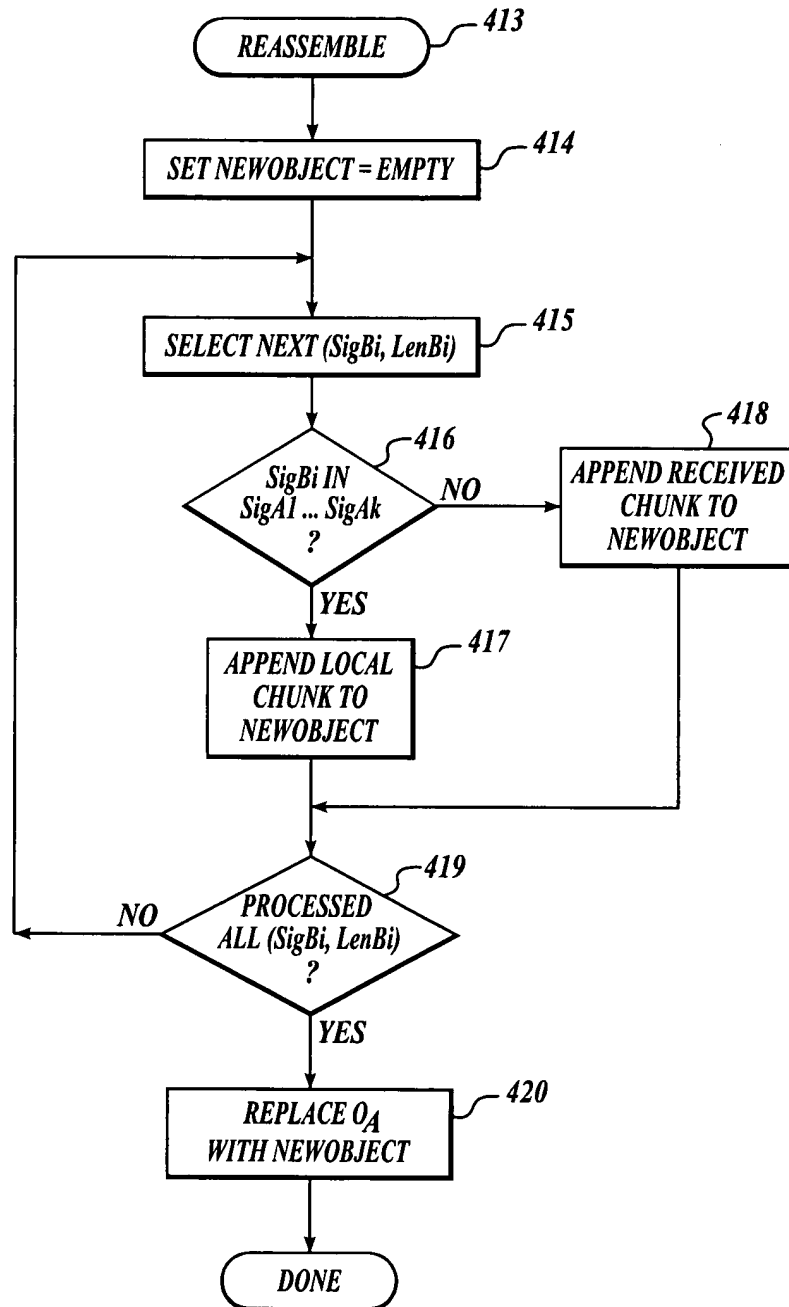 REASSEMBLE
413
SET NEWOBJECT = EMPTY
414
SELECT NEXT (SigBi, LenBi)
415
SigBi IN
SigA1 ... SigAk
?
416
NO
YES
APPEND RECEIVED
CHUNK TO
NEWOBJECT
418
APPEND LOCAL
CHUNK TO
NEWOBJECT
417
PROCESSED
ALL (SigBi, LenBi)
?
419
NO
YES
REPLACE OA
WITH NEWOBJECT
420
DONE